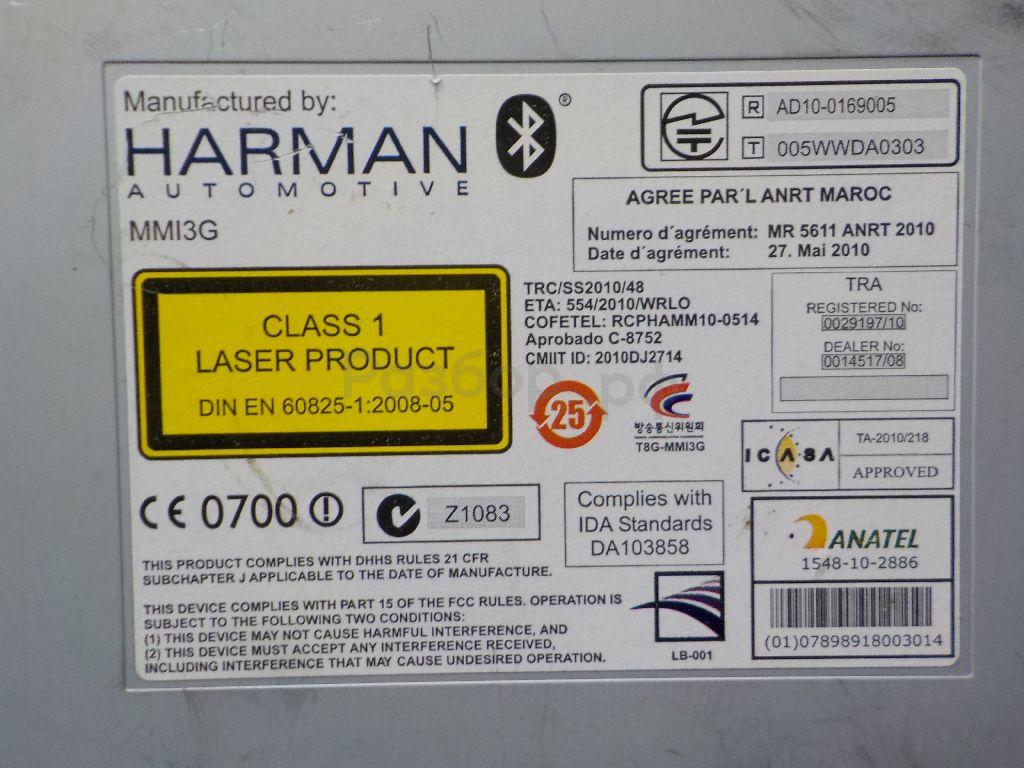 Manufactured by:
HARMAN
AUTOMOTIVE
MMI3G
®
R AD10-0169005
T 005WWDA0303
AGREE PAR´L ANRT MAROC
Numero d´agrément: MR 5611 ANRT 2010
Date d´agrément: 27. Mai 2010
CLASS 1
LASER PRODUCT
DIN EN 60825-1:2008-05
TRC/SS2010/48
ETA: 554/2010/WRLO
COFETEL: RCPHAMM10-0514
Aprobado C-8752
CMIIT ID: 2010DJ2714
TRA
REGISTERED No:
0029197/10
DEALER No:
0014517/08
Разбор.рф
25
방송통신위원회
T8G-MMI3G
ICASA
TA-2010/218
APPROVED
CE 0700
Z1083
Complies with
IDA Standards
DA103858
ANATEL
1548-10-2886
(01)07898918003014
THIS PRODUCT COMPLIES WITH DHHS RULES 21 CFR
SUBCHAPTER J APPLICABLE TO THE DATE OF MANUFACTURE.
THIS DEVICE COMPLIES WITH PART 15 OF THE FCC RULES. OPERATION IS
SUBJECT TO THE FOLLOWING TWO CONDITIONS:
(1) THIS DEVICE MAY NOT CAUSE HARMFUL INTERFERENCE, AND
(2) THIS DEVICE MUST ACCEPT ANY INTERFERENCE RECEIVED,
INCLUDING INTERFERENCE THAT MAY CAUSE UNDESIRED OPERATION.
LB-001